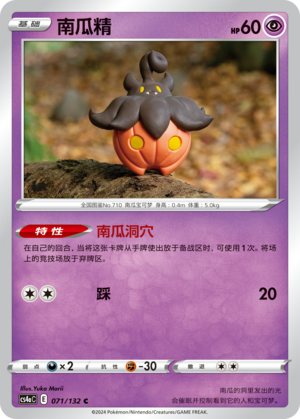 基础 南瓜精 HP60
全国图鉴No.710 南瓜宝可梦 身高：0.4m 体重：5.0kg
特性 南瓜洞穴
在自己的回合，当将这张卡牌从手牌使出放于备战区时，可使用1次。将场
上的竞技场放于弃牌区。
踩 20
Illus.Yuka Morii
弱点 ×2 抗性 -30 撤退
CS4aC E 071/132 C
南瓜的洞里发出的光
会催眠并控制看到它的人和宝可梦。
©2024 Pokémon/Nintendo/Creatures/GAME FREAK.